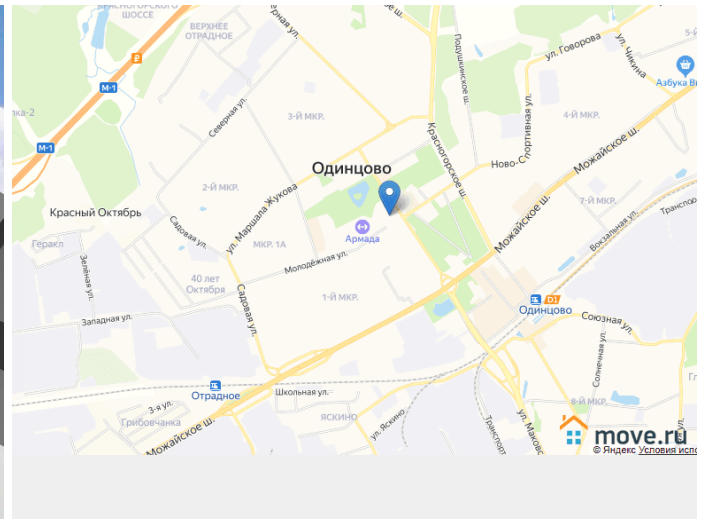 КРАСНОГОРСКОГО
ШОССЕ
ВЕРХНЕЕ
ОТРАДНОЕ
Северная ул.
Подушкинское ш.
ул. Говорова
ул. Чикина
Азбука В
М-1
3-Й МКР.
4-Й МКР.
М-1
Красногорское ш.
Ново-Спортивная ул.
Можайское ш.
Одинцово
2-Й МКР.
ул. Маршала Жукова
Красный Октябрь
7-Й МКР.
Садовая ул.
Геракл
МКР. 1А
Армада
Можайское ш.
Вокзальная ул.
Зелёная ул.
Молодёжная ул.
40 лет
Октября
1-Й МКР.
Садовая ул.
D1
Одинцово
Западная ул.
Союзная ул.
Солнечная ул.
Отрадное
Школьная ул.
3-я ул.
Грибовчанка
ЯСКИНО
ул. Яскино
8-Й МКР.
Можайское ш.
move.ru
© Яндекс Условия испо